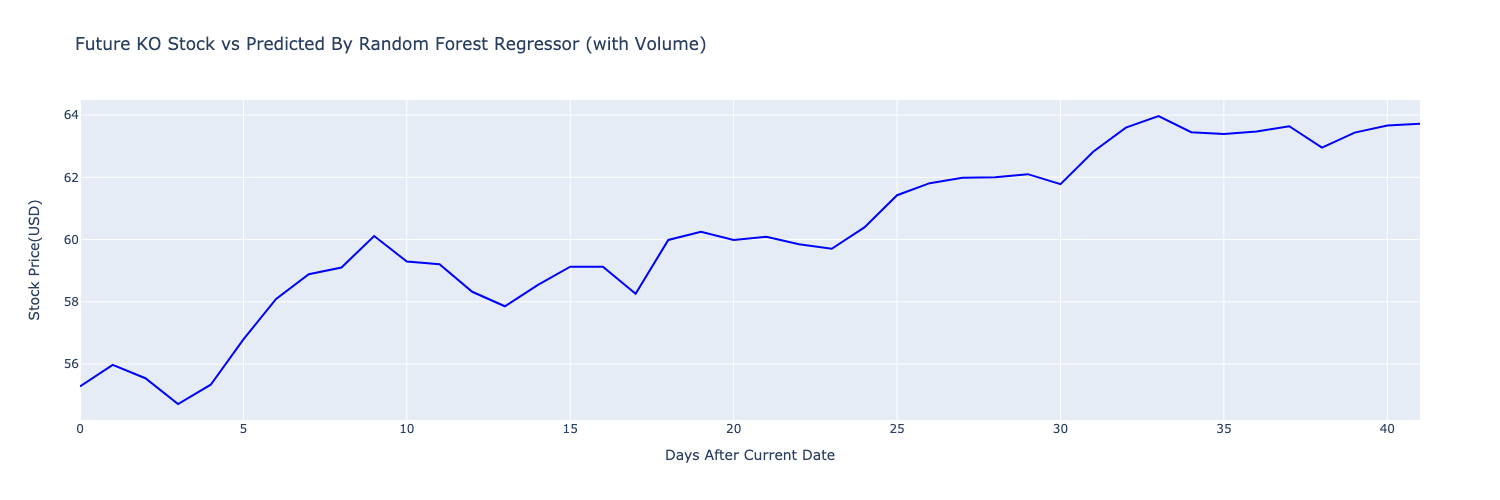 Future KO Stock vs Predicted By Random Forest Regressor (with Volume)
64
62
60
58
56
Stock Price(USD)
0 5 10 15 20 25 30 35 40
Days After Current Date